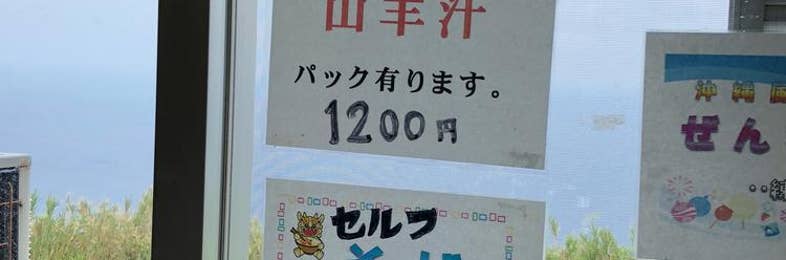 山羊汁
パック有ります。
1200円
セルフ
沖縄
ぜん